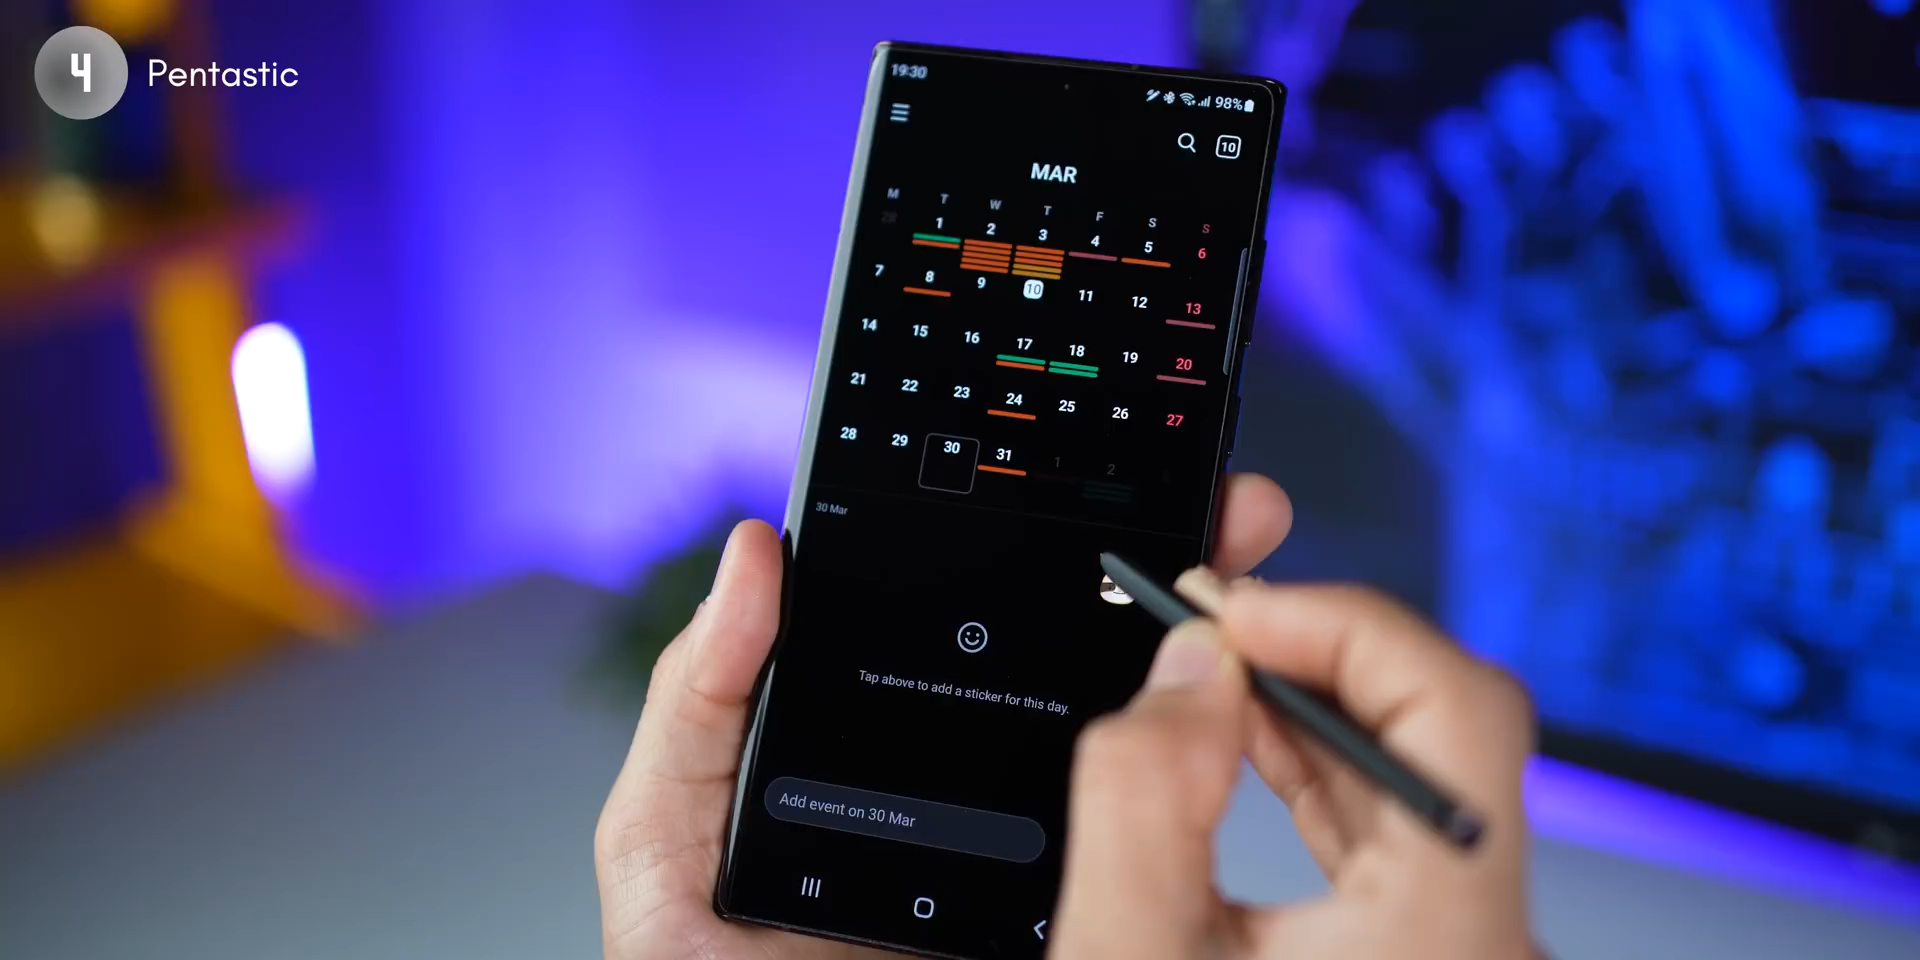 4 Pentastic
19:30
98%
10
MAR
M T W T F S S
28 1 2 3 4 5 6
7 8 9 10 11 12 13
14 15 16 17 18 19 20
21 22 23 24 25 26 27
28 29 30 31 1 2
30 Mar
Tap above to add a sticker for this day.
Add event on 30 Mar